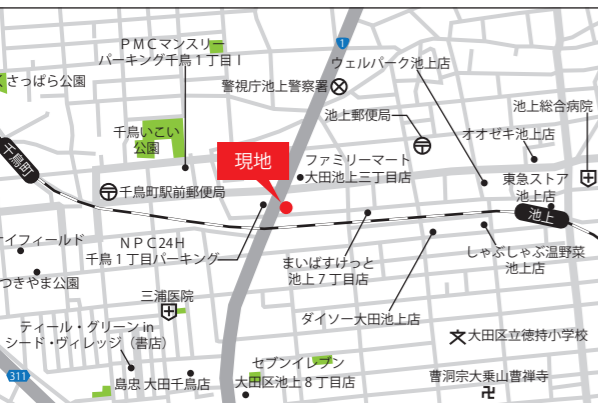 PMCマンスリー
パーキング千鳥1丁目I
1
ウェルパーク池上店
くさっぱら公園
警視庁池上警察署
池上総合病院
池上郵便局
千鳥いこい
公園
オオゼキ池上店
千鳥町
現地
ファミリーマート
大田池上三丁目店
東急ストア
池上店
千鳥町駅前郵便局
池上
ナイフィールド
NPC24H
千鳥1丁目パーキング
まいばすけっと
池上7丁目店
しゃぶしゃぶ温野菜
池上店
つきやま公園
三浦医院
ダイソー大田池上店
ティール・グリーン in
シード・ヴィレッジ（書店）
文大田区立徳持小学校
セブンイレブン
大田区池上8丁目店
311
島忠 大田千鳥店
曹洞宗大乗山曹禅寺
卍